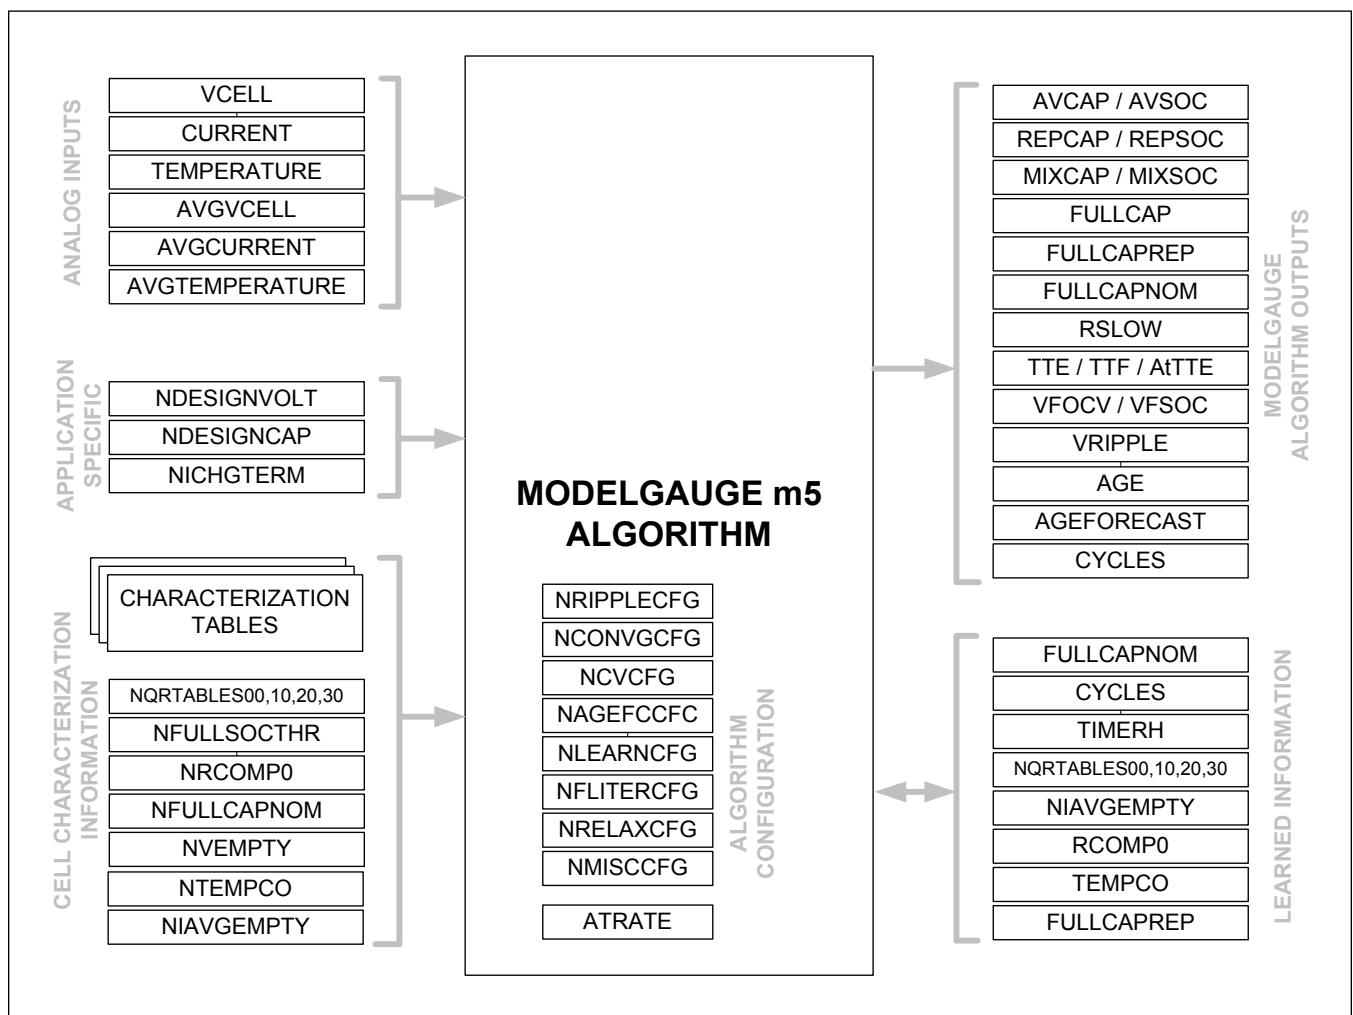 ANALOG INPUTS
VCELL
CURRENT
TEMPERATURE
AVGVCELL
AVGCURRENT
AVGTEMPERATURE
APPLICATION
SPECIFIC
NDESIGNVOLT
NDESIGNCAP
NICHGTERM
CELL CHARACTERIZATION
INFORMATION
CHARACTERIZATION
TABLES
NQRTABLES00,10,20,30
NFULLSOCTHR
NRCOMP0
NFULLCAPNOM
NVEMPTY
NTEMPCO
NIAVGEMPTY
MODELGAUGE m5
ALGORITHM
NRIPPLECFG
NCONVGCFG
NCVCFG
NAGEFCCFC
NLEARNCFG
NFLITERCFG
NRELAXCFG
NMISCCFG
ATRATE
ALGORITHM
CONFIGURATION
AVCAP / AVSOC
REPCAP / REPSOC
MIXCAP / MIXSOC
FULLCAP
FULLCAPREP
FULLCAPNOM
RSLOW
TTE / TTF / AtTTE
VFOCV / VFSOC
VRIPPLE
AGE
AGEFORECAST
CYCLES
MODELGAUGE
ALGORITHM OUTPUTS
FULLCAPNOM
CYCLES
TIMERH
NQRTABLES00,10,20,30
NIAVGEMPTY
RCOMP0
TEMPCO
FULLCAPREP
LEARNED INFORMATION